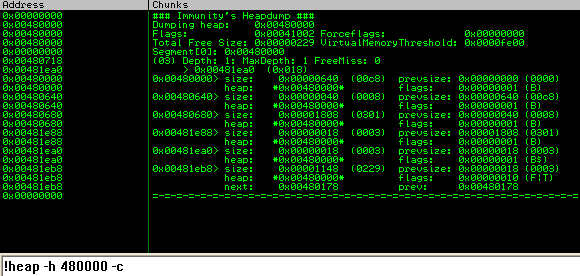 Address Chunks
0x00000000 ### Immunity's Heapdump ###
0x00480000 Dumping heap: 0x00480000
0x00480000 Flags: 0x00041002 Forceflags: 0x00000000
0x00480000 Total Free Size: 0x00000229 VirtualMemoryThreshold: 0x0000fe00
0x00480000 Segment[0]: 0x00480000
0x00480718 (03) Depth: 1: MaxDepth: 1 FreeMiss: 0
0x00481ea0 > 0x00481ea0 (0x018)
0x00480000 0x00480000> size: 0x00000640 (00c8) prevsize: 0x00000000 (0000)
0x00480000 heap: *0x00480000* flags: 0x00000001 (B)
0x00480640 0x00480640> size: 0x00000040 (0008) prevsize: 0x00000640 (00c8)
0x00480640 heap: *0x00480000* flags: 0x00000001 (B)
0x00480680 0x00480680> size: 0x00001808 (0301) prevsize: 0x00000040 (0008)
0x00480680 heap: *0x00480000* flags: 0x00000001 (B)
0x00481e88 0x00481e88> size: 0x00000018 (0003) prevsize: 0x00001808 (0301)
0x00481e88 heap: *0x00480000* flags: 0x00000001 (B)
0x00481ea0 0x00481ea0> size: 0x00000018 (0003) prevsize: 0x00000018 (0003)
0x00481ea0 heap: *0x00480000* flags: 0x00000001 (B$)
0x00481eb8 0x00481eb8> size: 0x00001148 (0229) prevsize: 0x00000018 (0003)
0x00481eb8 heap: *0x00480000* flags: 0x00000010 (F|T)
0x00481eb8 next: 0x00480178 prev: 0x00480178
0x00000000 =-=-=-=-=-=-=-=-=-=-=-=-=-=-=-=-=-=-=-=-=-=-=-=-=-=-=-=-=-=-=-=-=-=-=-=
!heap -h 480000 -c